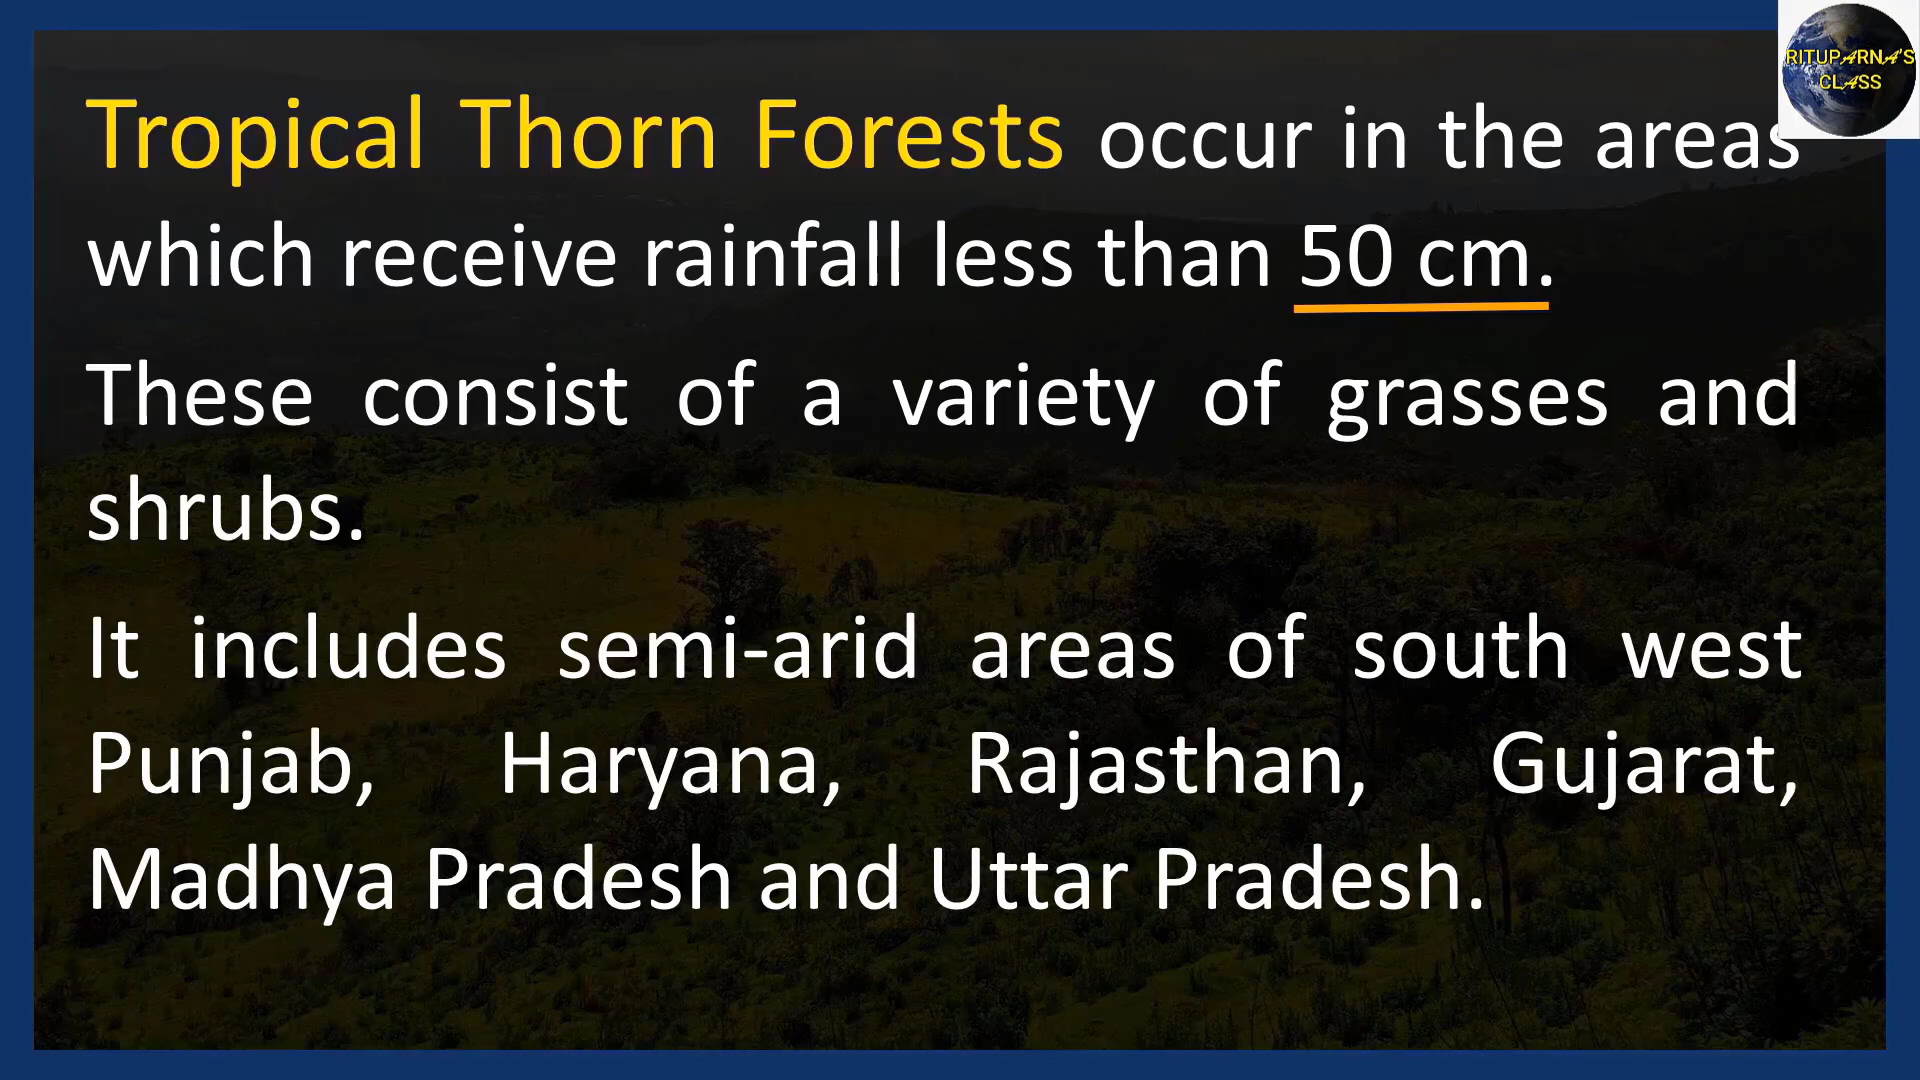 RITUPARNA'S
CLASS
Tropical Thorn Forests occur in the areas
which receive rainfall less than 50 cm.
These consist of a variety of grasses and
shrubs.
It includes semi-arid areas of south west
Punjab, Haryana, Rajasthan, Gujarat,
Madhya Pradesh and Uttar Pradesh.